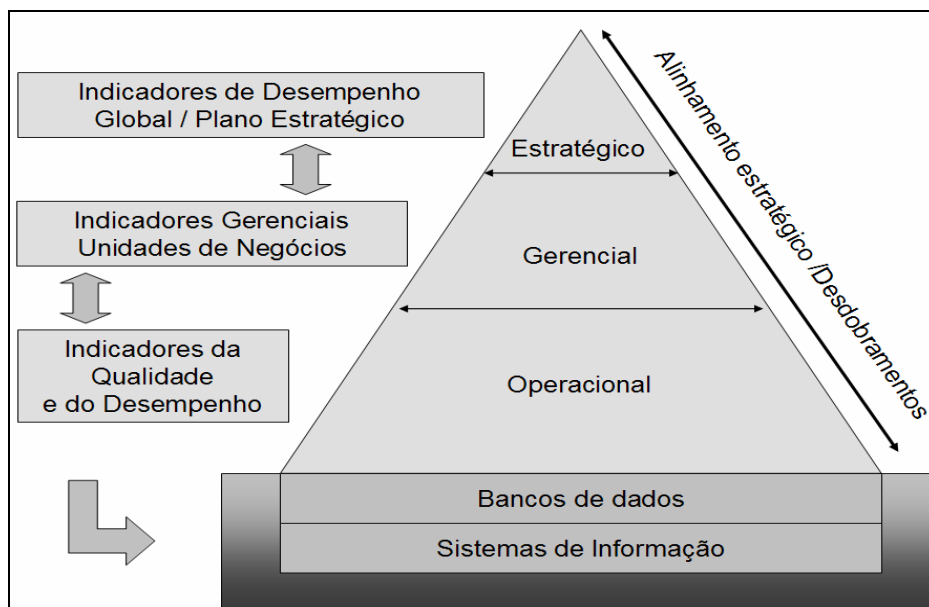 Indicadores de Desempenho
Global / Plano Estratégico
Indicadores Gerenciais
Unidades de Negócios
Indicadores da
Qualidade
e do Desempenho
Estratégico
Gerencial
Operacional
Alinhamento estratégico /Desdobramentos
Bancos de dados
Sistemas de Informação